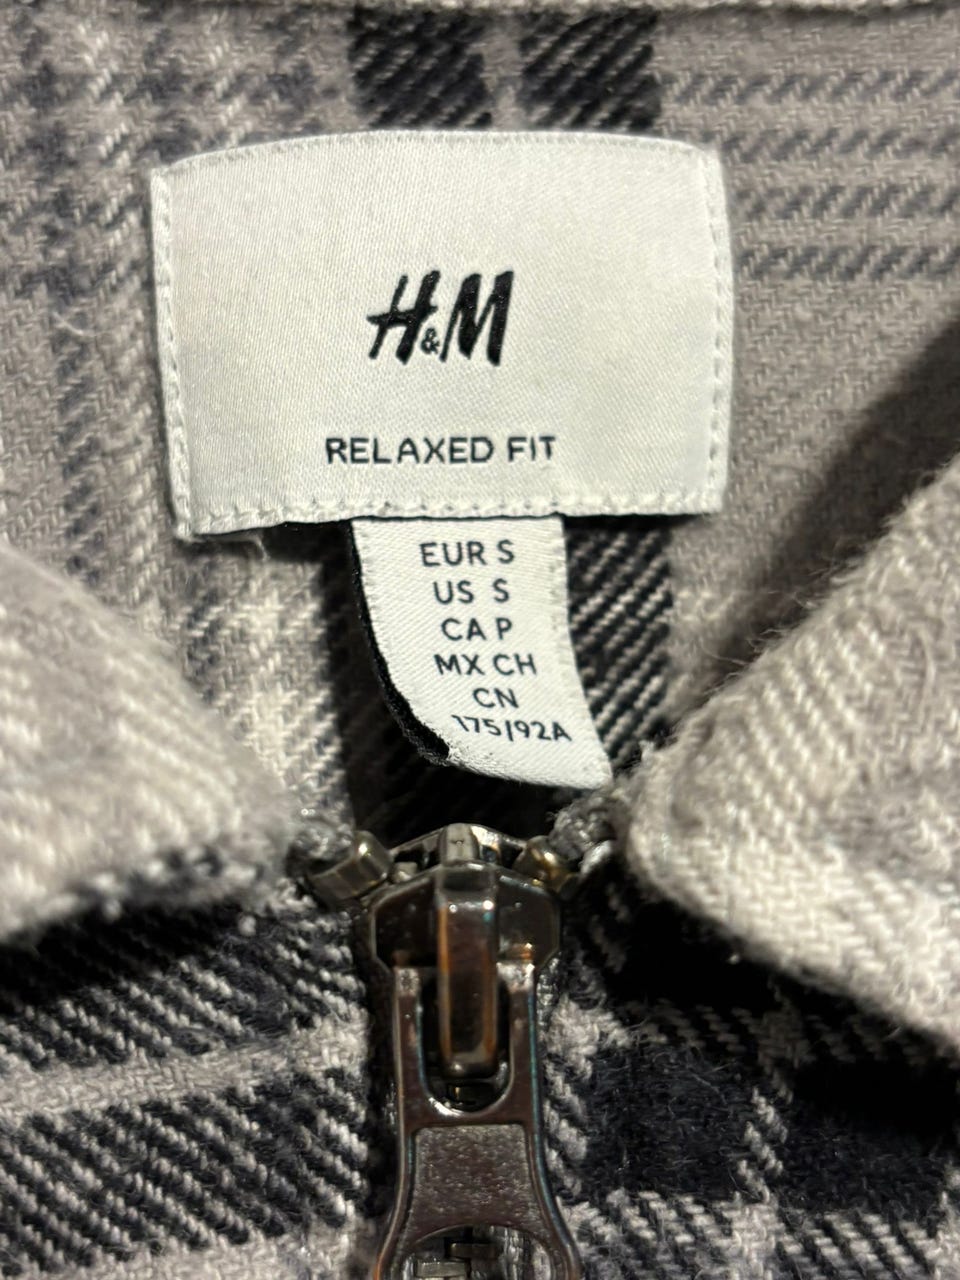 H&M
RELAXED FIT
EUR S
US S
CA P
MX CH
CN
175/92A